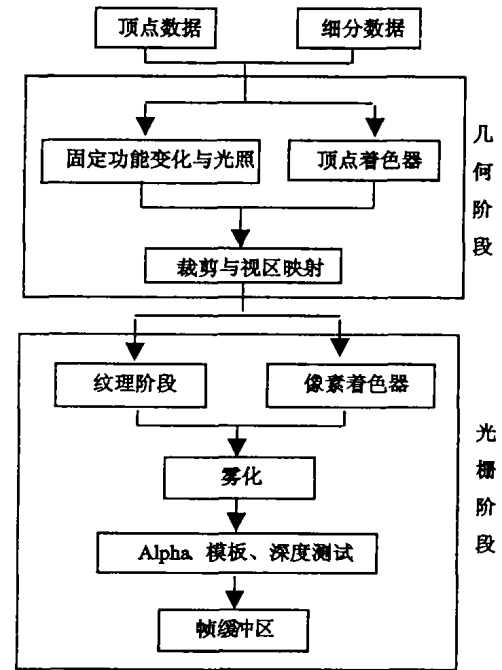 顶点数据
细分数据
固定功能变化与光照
顶点着色器
几何阶段
裁剪与视区映射
纹理阶段
像素着色器
光栅阶段
雾化
Alpha、模板、深度测试
帧缓冲区